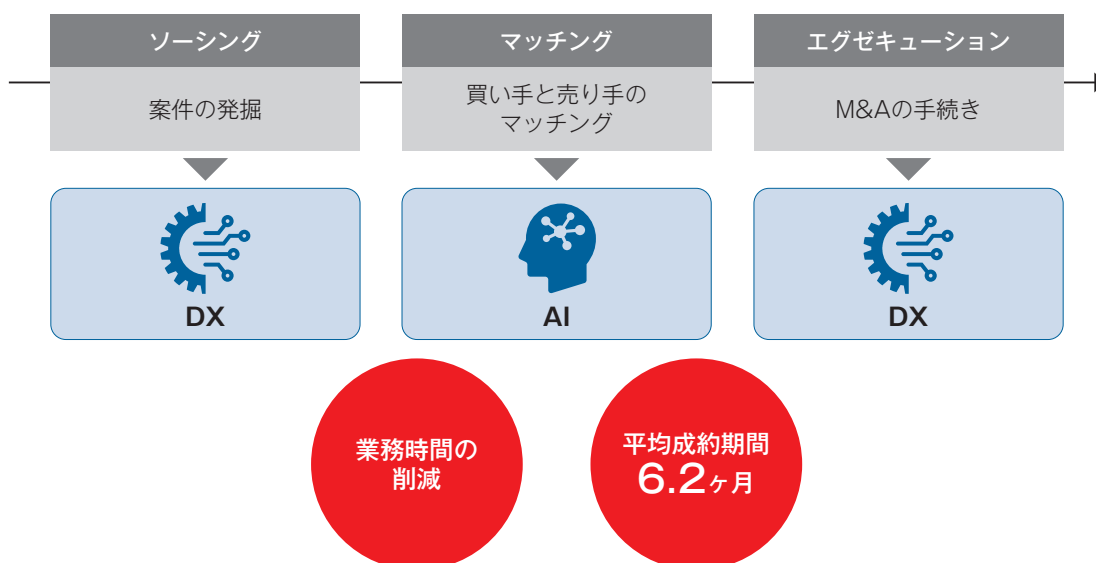 ソーシング
案件の発掘
DX
マッチング
買い手と売り手の
マッチング
AI
エグゼキューション
M&Aの手続き
DX
業務時間の
削減
平均成約期間
6.2ヶ月